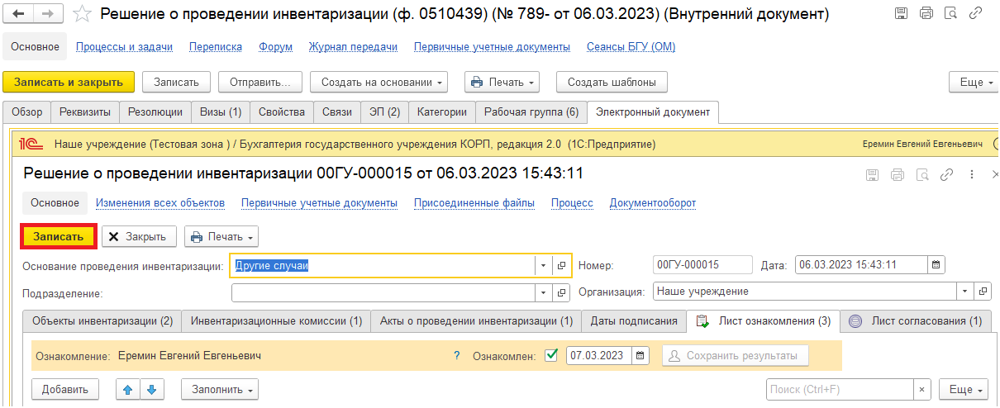 Решение о проведении инвентаризации (ф. 0510439) (№ 789- от 06.03.2023) (Внутренний документ)
Основное Процессы и задачи Переписка Форум Журнал передачи Первичные учетные документы Сеансы БГУ (ОМ)
Записать и закрыть Записать Отправить... Создать на основании Печать Создать шаблоны Еще
Обзор Реквизиты Резолюции Визы (1) Свойства Связи ЭП (2) Категории Рабочая группа (6) Электронный документ
1С Наше учреждение (Тестовая зона ) / Бухгалтерия государственного учреждения КОРП, редакция 2.0 (1С:Предприятие) Еремин Евгений Евгеньевич
Решение о проведении инвентаризации 00ГУ-000015 от 06.03.2023 15:43:11
Основное Изменения всех объектов Первичные учетные документы Присоединенные файлы Процесс Документооборот
Записать Закрыть Печать
Основание проведения инвентаризации: Другие случаи Номер: 00ГУ-000015 Дата: 06.03.2023 15:43:11
Подразделение: Организация: Наше учреждение
Объекты инвентаризации (2) Инвентаризационные комиссии (1) Акты о проведении инвентаризации (1) Даты подписания Лист ознакомления (3) Лист согласования (1)
Ознакомление: Еремин Евгений Евгеньевич ? Ознакомлен: 07.03.2023 Сохранить результаты
Добавить Заполнить Поиск (Ctrl+F) × Еще